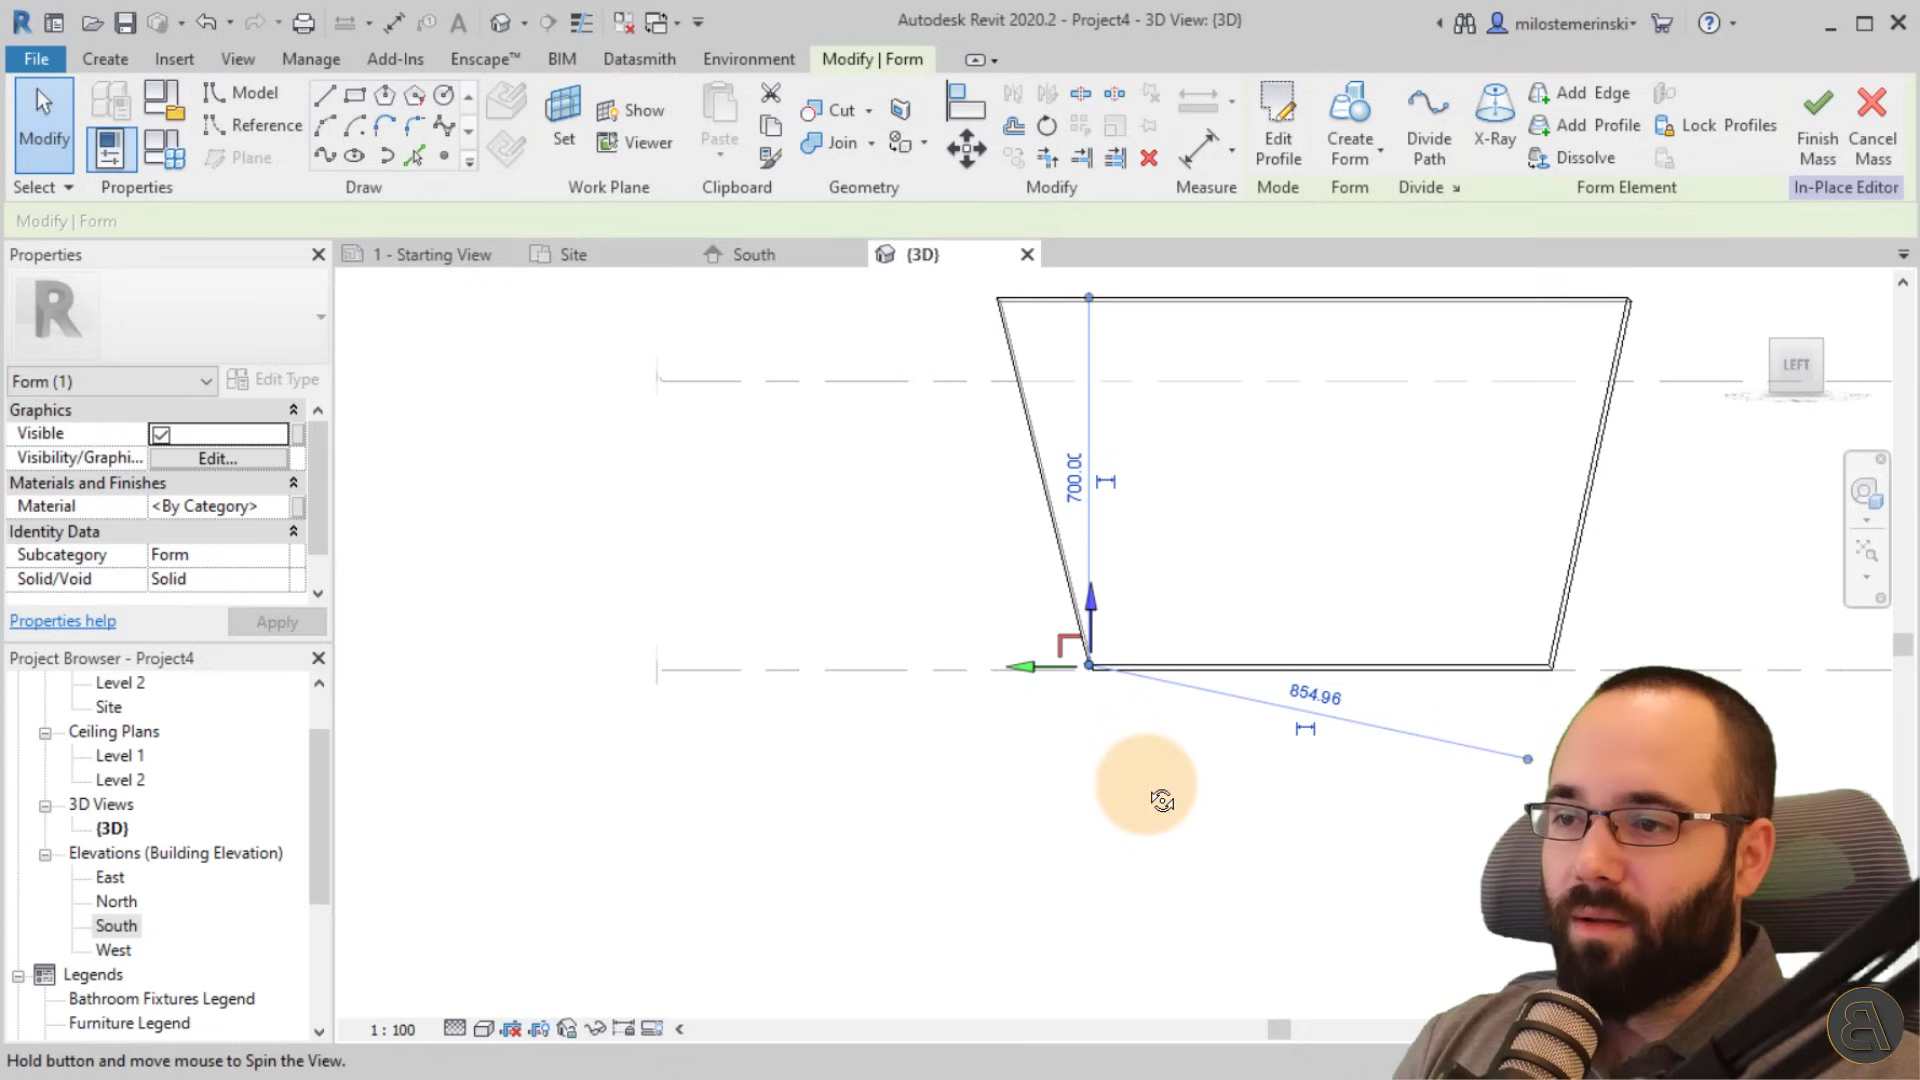 Autodesk Revit 2020.2 - Project4 - 3D View: {3D}
milostemerinski
File
Create
Insert
View
Manage
Add-Ins
Enscape™
BIM
Datasmith
Environment
Modify | Form
Modify
Select
Properties
Model
Reference
Plane
Draw
Set
Show
Viewer
Work Plane
Paste
Clipboard
Cut
Join
Geometry
Modify
Measure
Edit Profile
Mode
Create Form
Form
Divide Path
Divide
X-Ray
Add Edge
Add Profile
Dissolve
Lock Profiles
Form Element
Finish Mass
Cancel Mass
In-Place Editor
Modify | Form
Properties
1 - Starting View
Site
South
{3D}
R
Form (1)
Edit Type
Graphics
Visible
Visibility/Graphi...
Edit...
Materials and Finishes
Material
<By Category>
Identity Data
Subcategory
Form
Solid/Void
Solid
Properties help
Apply
Project Browser - Project4
Level 2
Site
Ceiling Plans
Level 1
Level 2
3D Views
{3D}
Elevations (Building Elevation)
East
North
South
West
Legends
Bathroom Fixtures Legend
Furniture Legend
700.00
854.96
LEFT
1 : 100
Hold button and move mouse to Spin the View.